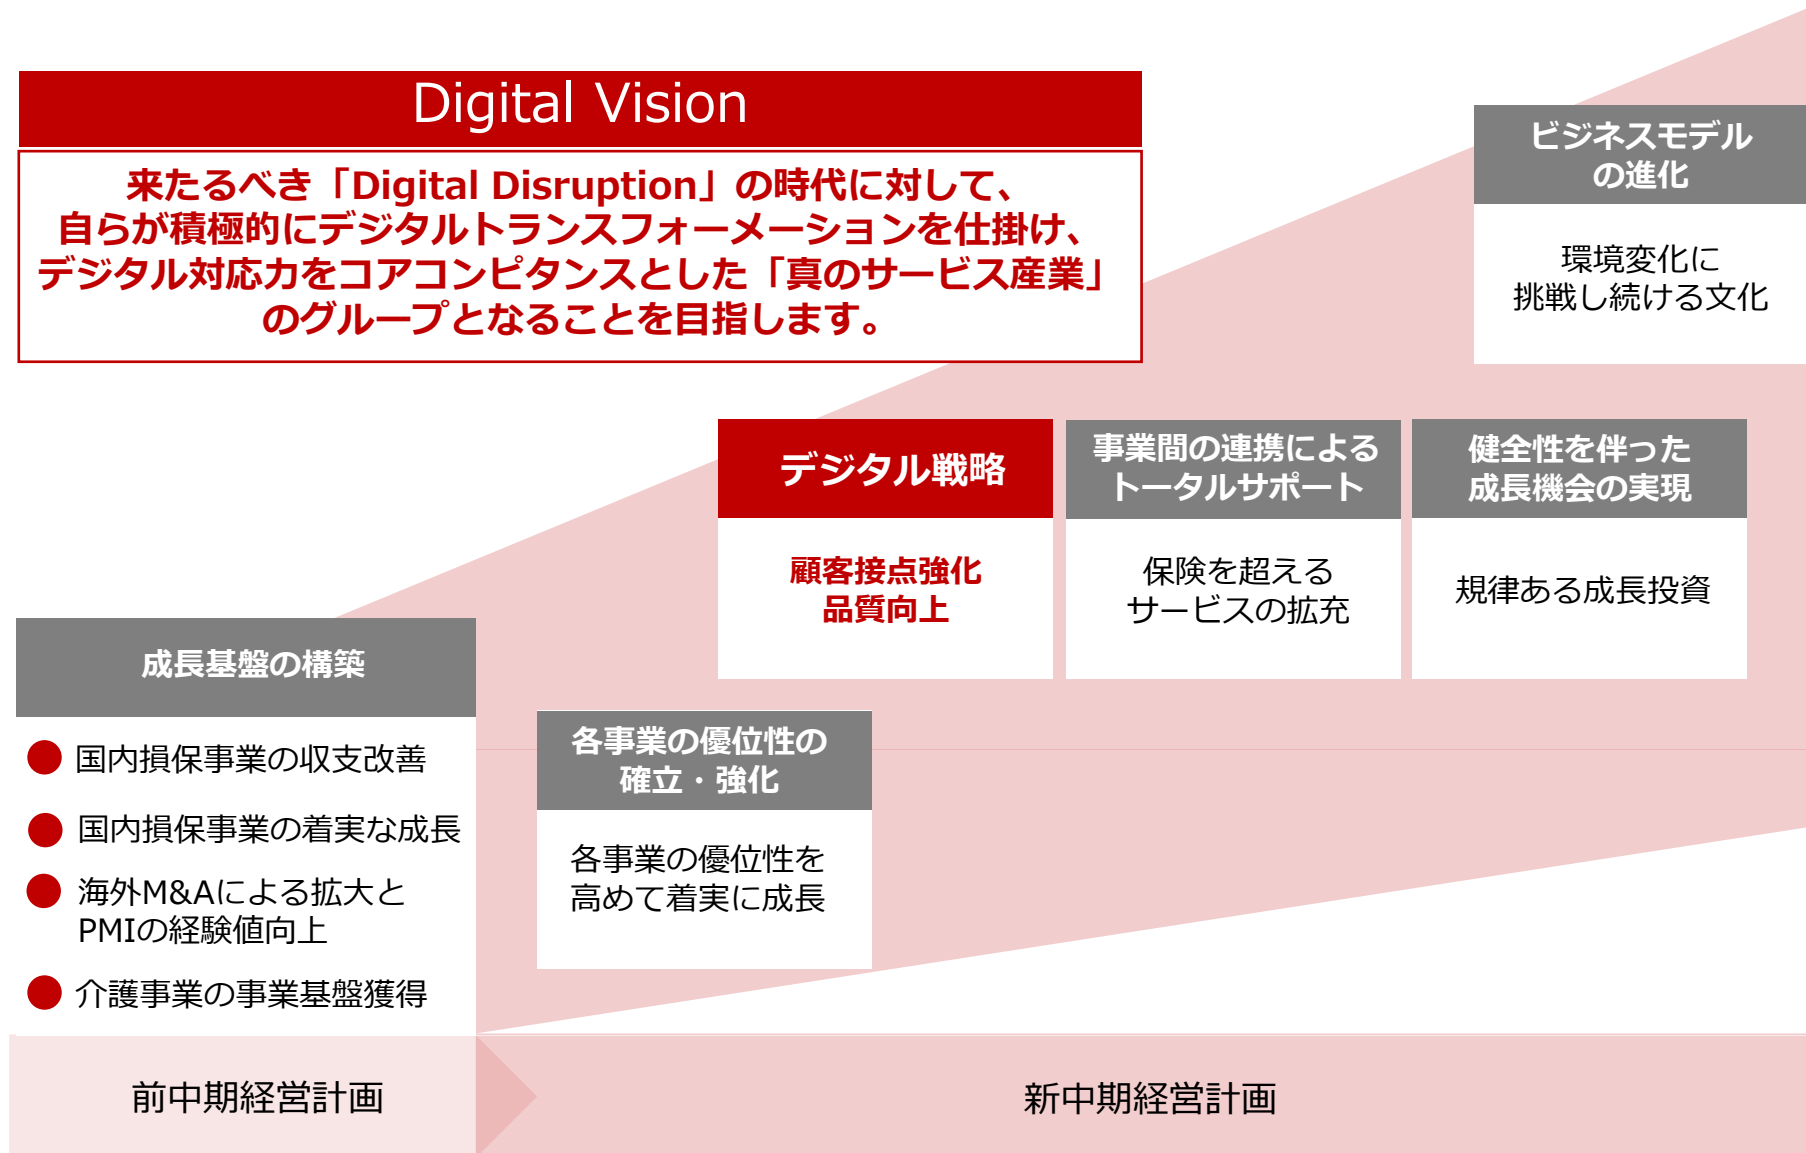 Digital Vision
来たるべき「Digital Disruption」の時代に対して、
自らが積極的にデジタルトランスフォーメーションを仕掛け、
デジタル対応力をコアコンピタンスとした「真のサービス産業」
のグループとなることを目指します。
ビジネスモデル
の進化
環境変化に
挑戦し続ける文化
デジタル戦略
顧客接点強化
品質向上
事業間の連携による
トータルサポート
保険を超える
サービスの拡充
健全性を伴った
成長機会の実現
規律ある成長投資
成長基盤の構築
国内損保事業の収支改善
国内損保事業の着実な成長
海外M&Aによる拡大と
PMIの経験値向上
介護事業の事業基盤獲得
各事業の優位性の
確立・強化
各事業の優位性を
高めて着実に成長
前中期経営計画
新中期経営計画